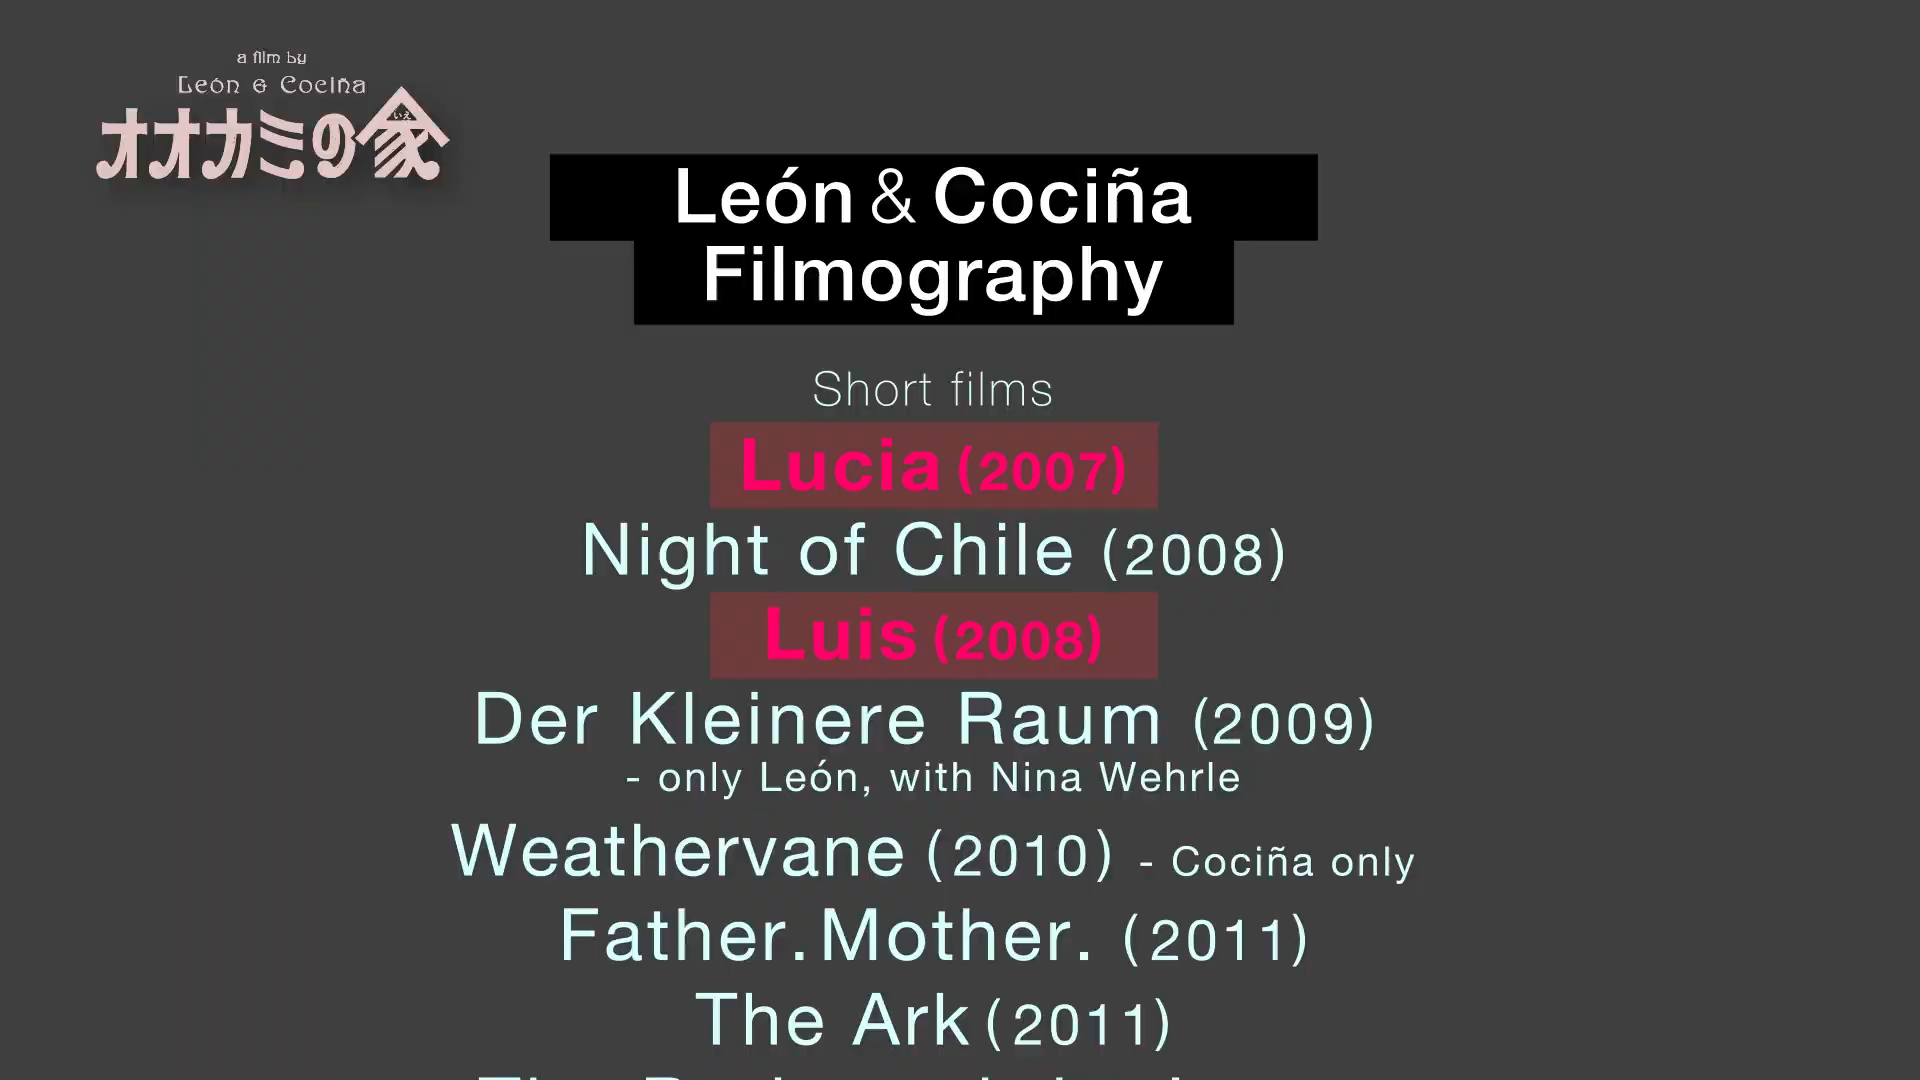 a film by
León & Cociña
オオカミの家
いえ
León & Cociña
Filmography
Short films
Lucia (2007)
Night of Chile (2008)
Luis (2008)
Der Kleinere Raum (2009)
- only León, with Nina Wehrle
Weathervane (2010) - Cociña only
Father. Mother. (2011)
The Ark (2011)